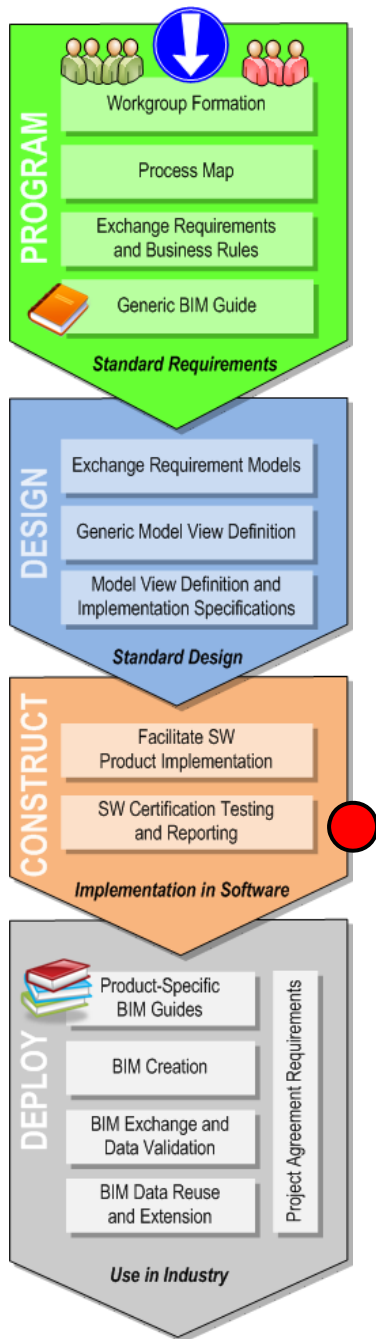 PROGRAM
Workgroup Formation
Process Map
Exchange Requirements
and Business Rules
Generic BIM Guide
Standard Requirements
DESIGN
Exchange Requirement Models
Generic Model View Definition
Model View Definition and
Implementation Specifications
Standard Design
CONSTRUCT
Facilitate SW
Product Implementation
SW Certification Testing
and Reporting
Implementation in Software
DEPLOY
Product-Specific
BIM Guides
BIM Creation
BIM Exchange and
Data Validation
BIM Data Reuse
and Extension
Project Agreement Requirements
Use in Industry